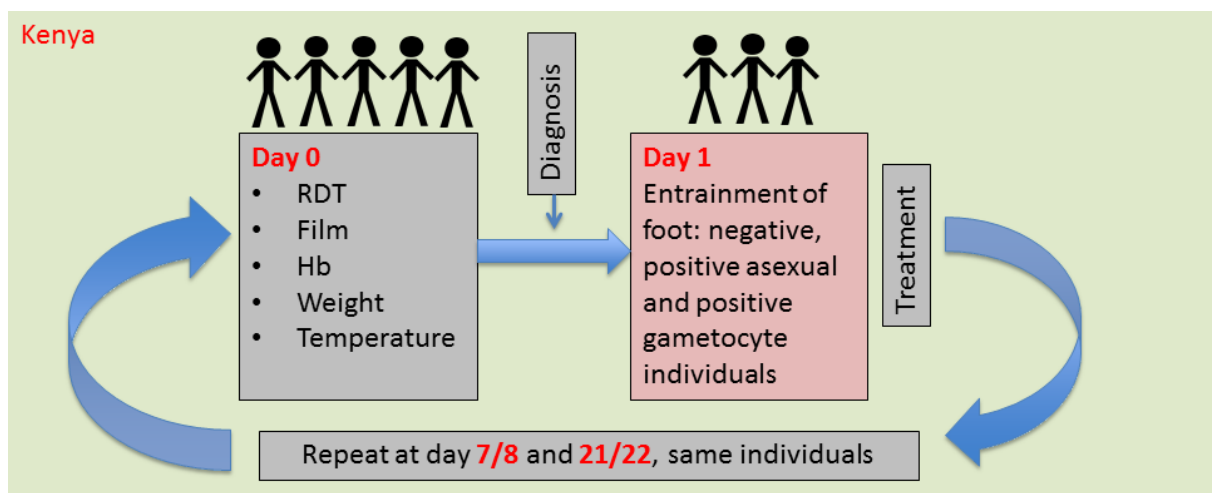 Kenya
Day 0
• RDT
• Film
• Hb
• Weight
• Temperature
Diagnosis
Day 1
Entrainment of
foot: negative,
positive asexual
and positive
gametocyte
individuals
Treatment
Repeat at day 7/8 and 21/22, same individuals